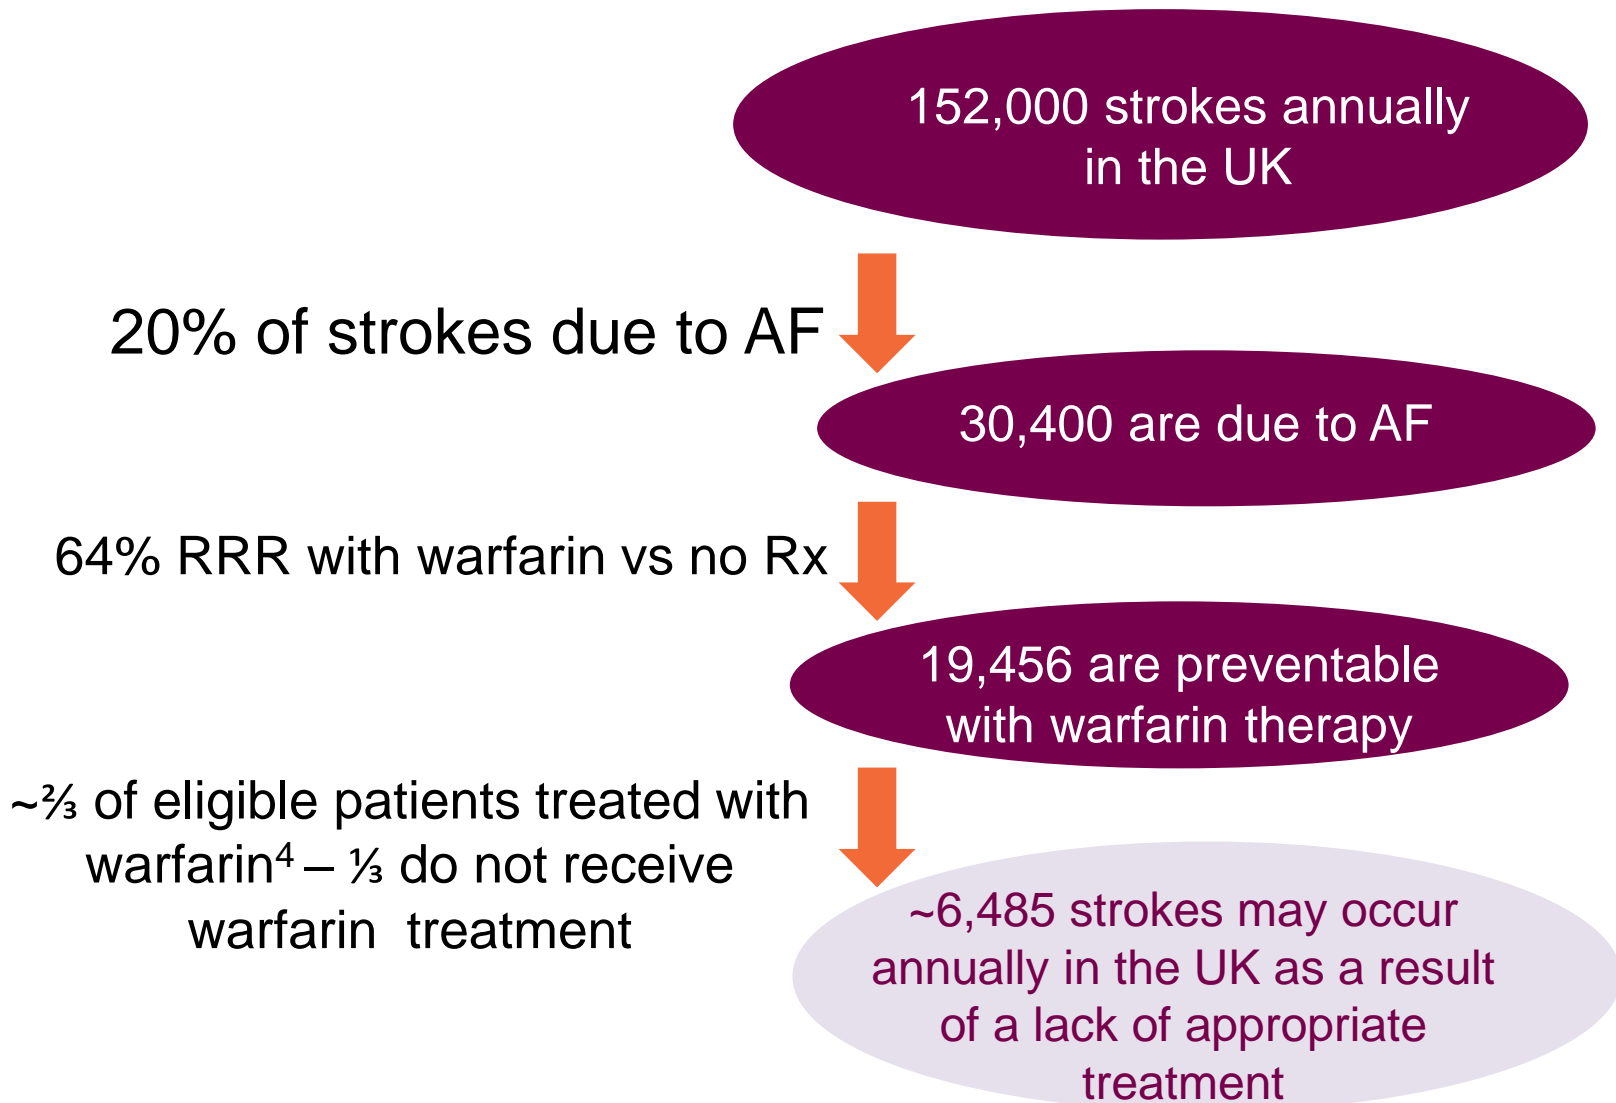 152,000 strokes annually
in the UK
20% of strokes due to AF
30,400 are due to AF
64% RRR with warfarin vs no Rx
19,456 are preventable
with warfarin therapy
~⅔ of eligible patients treated with
warfarin⁴ – ⅓ do not receive
warfarin treatment
~6,485 strokes may occur
annually in the UK as a result
of a lack of appropriate
treatment